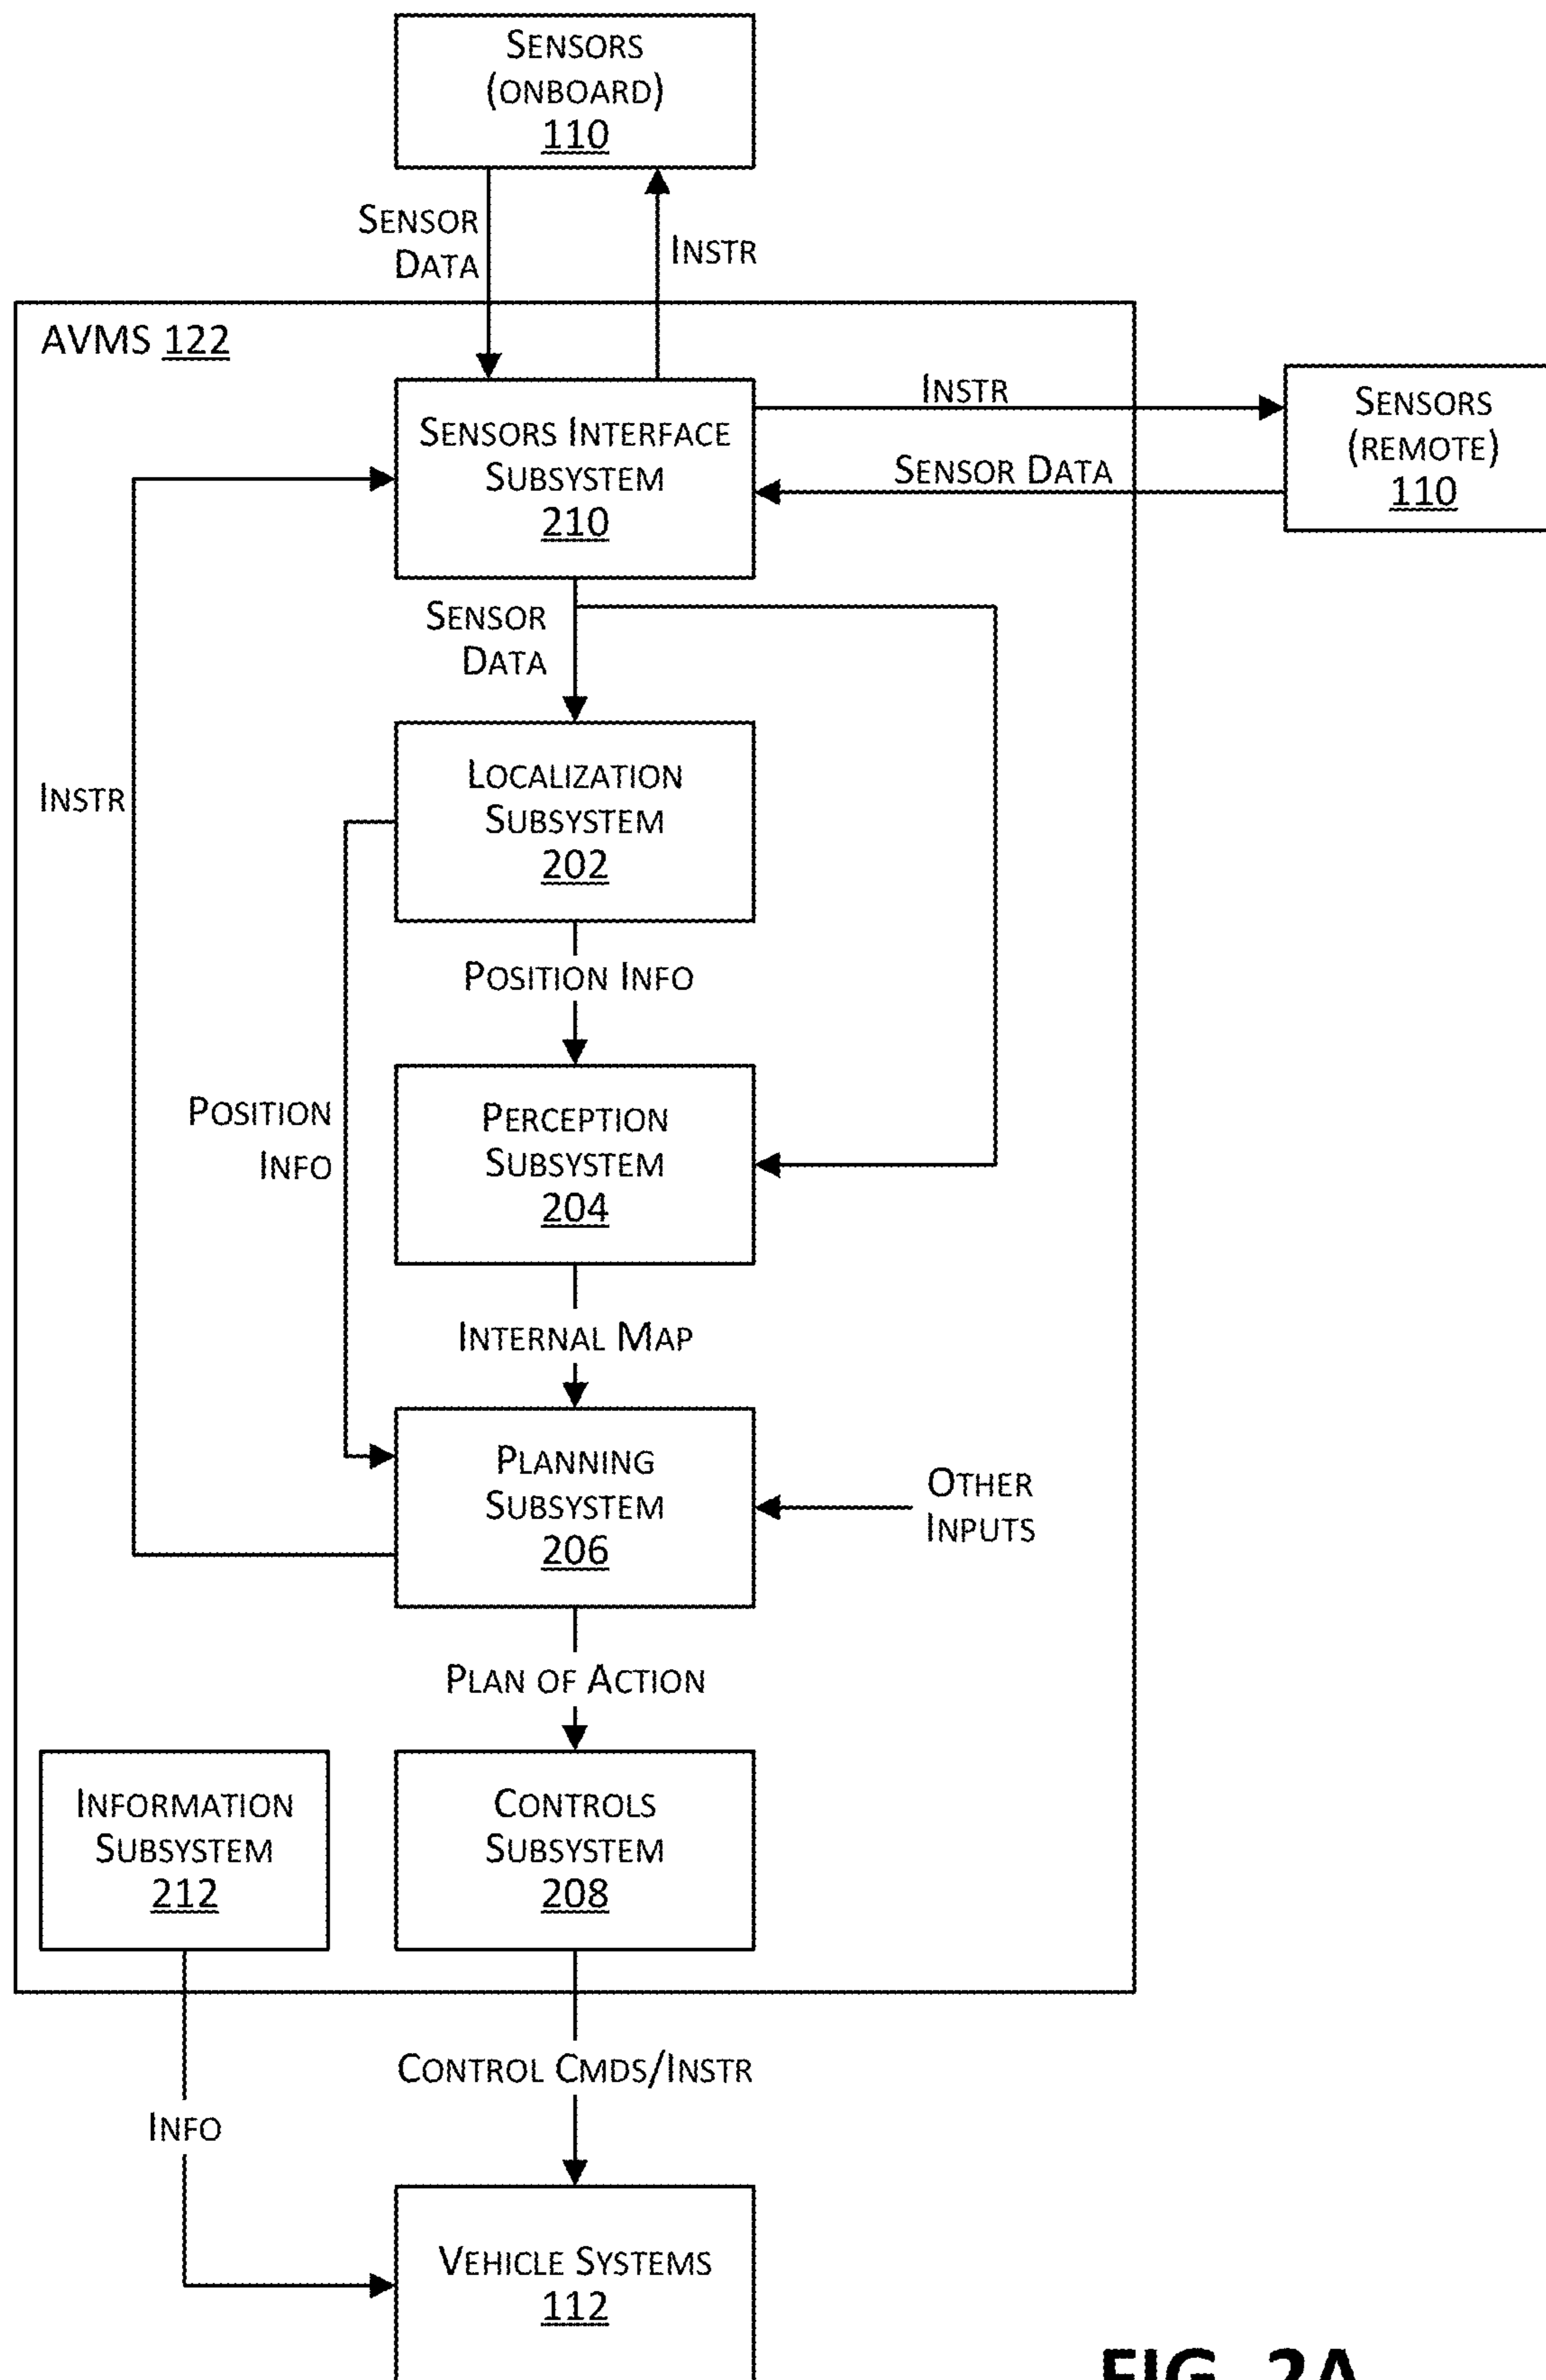 SENSORS
(ONBOARD)
110
SENSOR
DATA
INSTR
AVMS 122
SENSORS INTERFACE
SUBSYSTEM
210
INSTR
SENSOR DATA
SENSORS
(REMOTE)
110
SENSOR
DATA
INSTR
LOCALIZATION
SUBSYSTEM
202
POSITION INFO
POSITION
INFO
PERCEPTION
SUBSYSTEM
204
INTERNAL MAP
PLANNING
SUBSYSTEM
206
OTHER
INPUTS
PLAN OF ACTION
INFORMATION
SUBSYSTEM
212
CONTROLS
SUBSYSTEM
208
CONTROL CMDS/INSTR
INFO
VEHICLE SYSTEMS
112
FIG. 2A